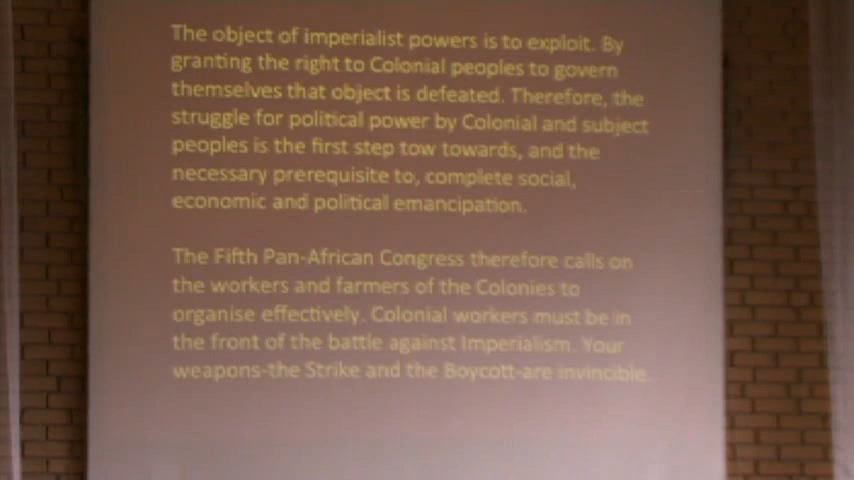 The object of imperialist powers is to exploit. By
granting the right to Colonial peoples to govern
themselves that object is defeated. Therefore, the
struggle for political power by Colonial and subject
peoples is the first step tow towards, and the
necessary prerequisite to, complete social,
economic and political emancipation.
The Fifth Pan-African Congress therefore calls on
the workers and farmers of the Colonies to
organise effectively. Colonial workers must be in
the front of the battle against Imperialism. Your
weapons-the Strike and the Boycott-are invincible.